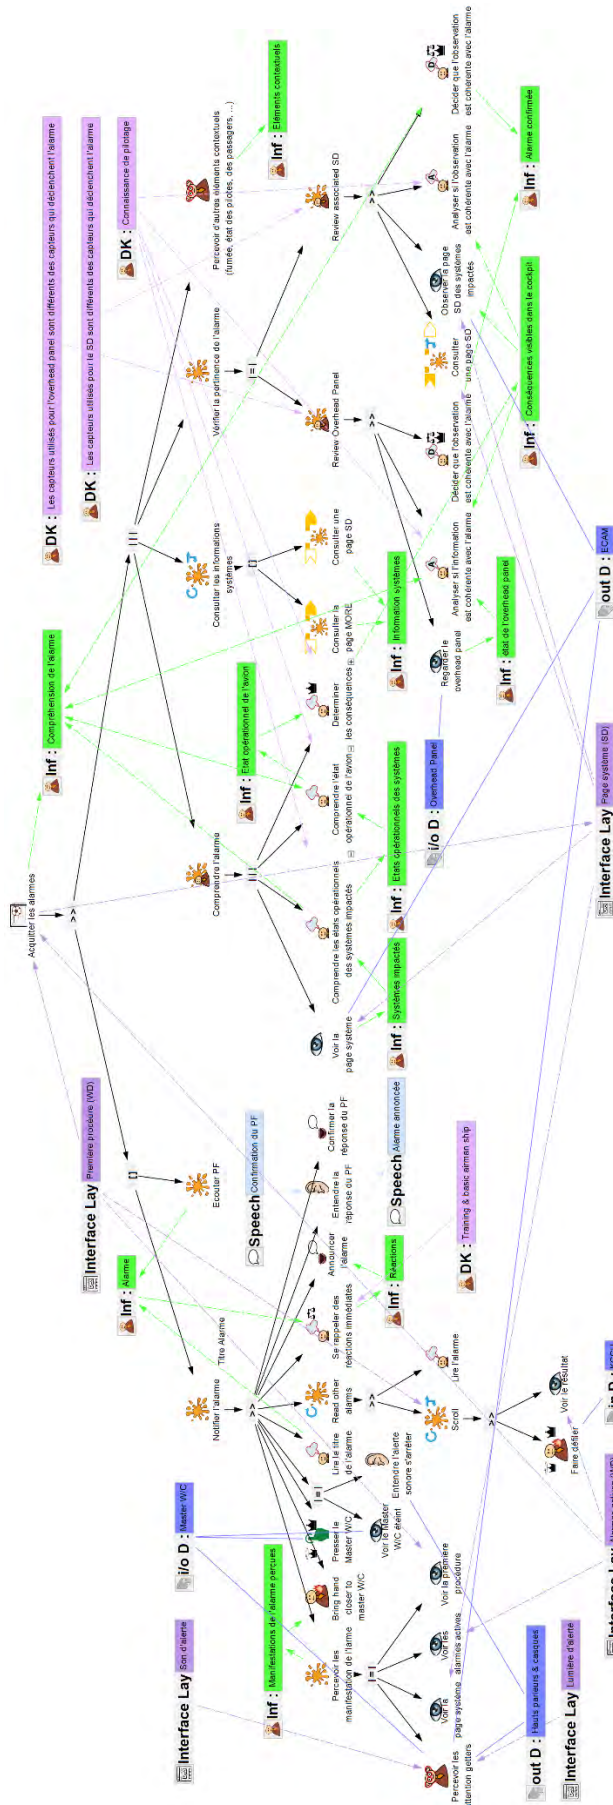 Acquitter les alarmes
>>
Inf : Compréhension de l'alarme
DK : Les capteurs utilisés pour l'overhead panel sont différents des capteurs qui déclenchent l'alarme
DK : Les capteurs utilisés pour le SD sont différents des capteurs qui déclenchent l'alarme
DK : Connaissance de pilotage
Interface Lay Première procéure (WD)
[]
|||
Inf : Alarme
Titre Alarme
Notifier l'alarme
Ecouter PF
Comprendre l'alarme
Consulter les informations
systèmes
Vérifier la pertinence de l'alarme
Percevoir d'autres éléments contextuels
(fumée, état des pilotes, des passagers, ...)
Inf : Eléments contextuels
i/o D : Master W/C
Interface Lay Son d'alerte
Inf : Manifestations de l'alarme perçues
>>
Speech Confirmation du PF
Inf : Etat opérationnel de l'avion
[]
|=|
Percevoir les
manifestation de l'larme
Bring hand
closer to
master W/C
Presser le
Master W/C
|=|
Lire le titre
de l'alarme
Read other
alarms
Se rappeler des
réactions immédiates
Announcer
l'alarme
Entendre la
réponse du PF
Confirmer la
réponse du PF
Voir la
page système
Comprendre les états opérationnels
des systèmes impactés
Comprendre l'état
opérationnel de l'avion
Determiner
les conséquences
Consulter la
page MORE
Consulter une
page SD
Review Overhead Panel
Review associated SD
|=|
Voir le Master
W/C éteint
Entendre l'alerte
sonore s'arrêter
>>
Inf : Réactions
Speech Alarme annoncée
Inf : Systèmes impactés
Inf : Etats opérationnels des systèmes
Inf : Information systèmes
>>
>>
Percevoir les
attention getters
Voir la
page système
Voir les
alarmes actives
Voir la première
procédure
Scroll
Lire l'alarme
DK : Training & basic airman ship
i/o D : Overhead Panel
Regarder le
overhead panel
Analyser si l'information
est cohérente avec l'alarme
Décider que l'observation
est cohérente avec l'alarme
Consulter
une page SD
Observer la page
SD des systèmes
impactés
Analyser si l'observation
est cohérente avec l'alarme
Décider que l'observation
est cohérente avec l'alarme
>>
Inf : état de l'overhead panel
Inf : Conséquences visibles dans le cockpit
Inf : Alarme confirmée
out D : Hauts parleurs & casques
Interface Lay Lumière d'alerte
Faire défiler
Voir le résultat
Interface Lay Page système (SD)
out D : ECAM
Interface Lay
in D :